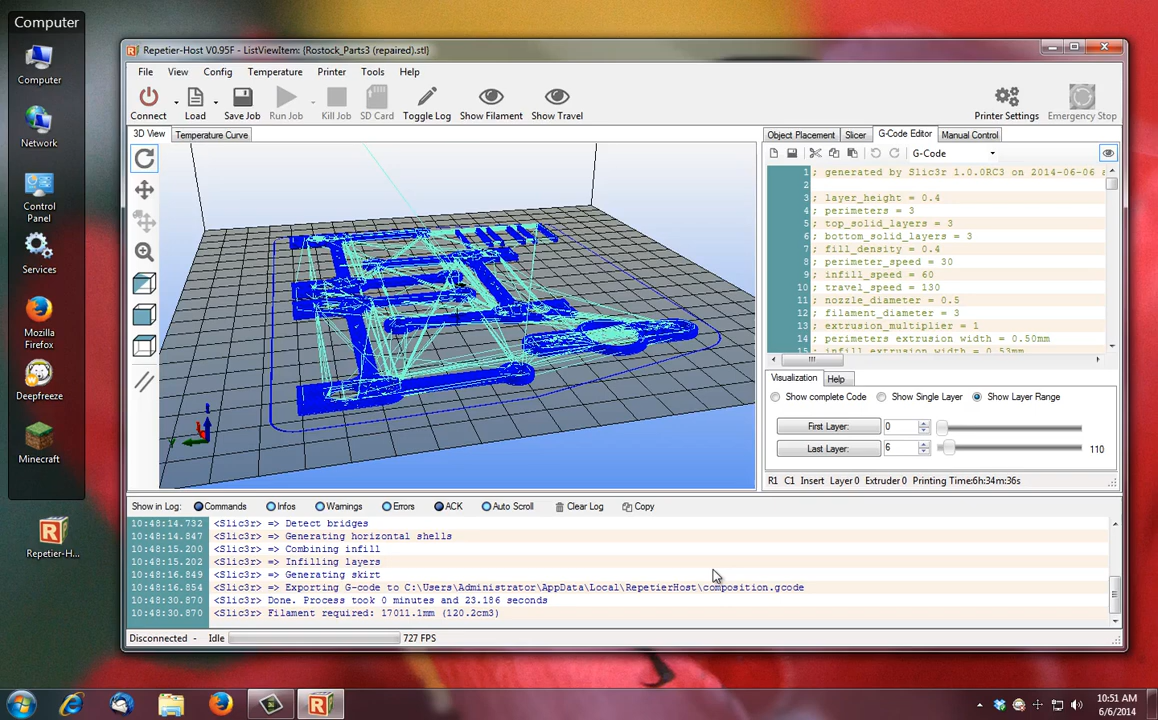 Computer
Computer
Network
Control
Panel
Services
Mozilla
Firefox
Deepfreeze
Minecraft
Repetier-H...
Repetier-Host V0.95F - ListViewItem: {Rostock_Parts3 (repaired).stl}
File View Config Temperature Printer Tools Help
Connect Load Save Job Run Job Kill Job SD Card Toggle Log Show Filament Show Travel Printer Settings Emergency Stop
3D View Temperature Curve
Object Placement Slicer G-Code Editor Manual Control
G-Code
1 ; generated by Slic3r 1.0.0RC3 on 2014-06-06
2
3 ; layer_height = 0.4
4 ; perimeters = 3
5 ; top_solid_layers = 3
6 ; bottom_solid_layers = 3
7 ; fill_density = 0.4
8 ; perimeter_speed = 30
9 ; infill_speed = 60
10 ; travel_speed = 130
11 ; nozzle_diameter = 0.5
12 ; filament_diameter = 3
13 ; extrusion_multiplier = 1
14 ; perimeters extrusion width = 0.50mm
15 ; infill extrusion width = 0.53mm
Visualization Help
Show complete Code Show Single Layer Show Layer Range
First Layer: 0
Last Layer: 6 110
R1 C1 Insert Layer 0 Extruder 0 Printing Time:6h:34m:36s
Show in Log: Commands Infos Warnings Errors ACK Auto Scroll Clear Log Copy
10:48:14.732 <Slic3r> => Detect bridges
10:48:14.847 <Slic3r> => Generating horizontal shells
10:48:15.200 <Slic3r> => Combining infill
10:48:15.202 <Slic3r> => Infilling layers
10:48:16.849 <Slic3r> => Generating skirt
10:48:16.854 <Slic3r> => Exporting G-code to C:\Users\Administrator\AppData\Local\RepetierHost\composition.gcode
10:48:30.870 <Slic3r> Done. Process took 0 minutes and 23.186 seconds
10:48:30.870 <Slic3r> Filament required: 17011.1mm (120.2cm3)
Disconnected - Idle 727 FPS
10:51 AM
6/6/2014